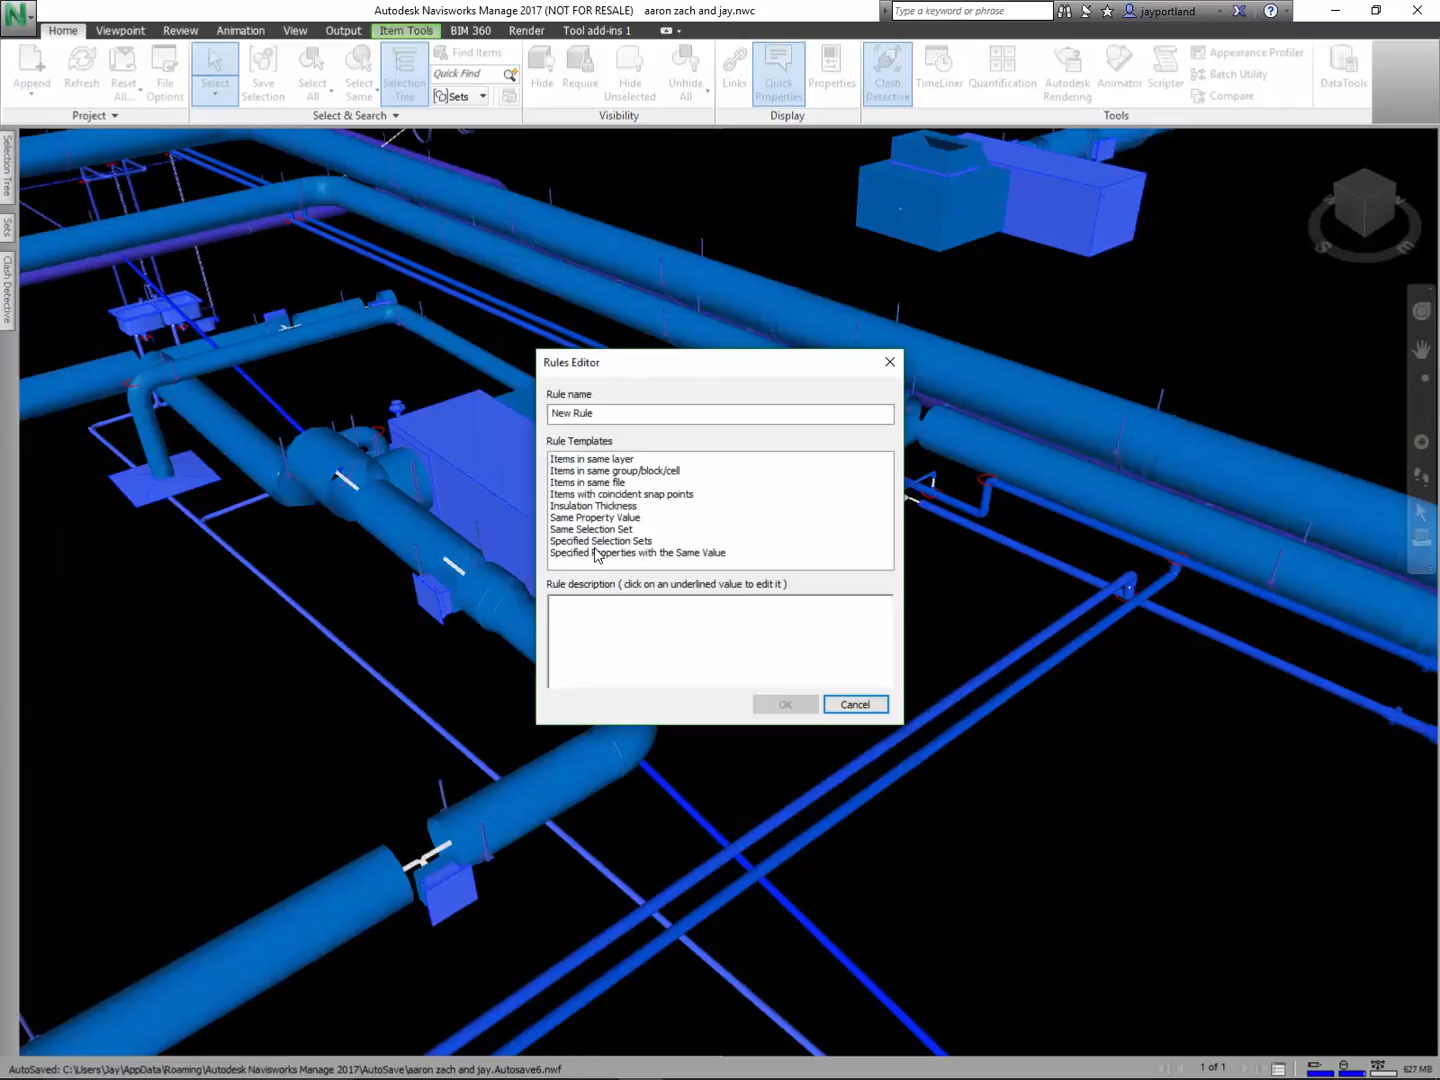 Autodesk Navisworks Manage 2017 (NOT FOR RESALE) aaron zach and jay.nwc
Type a keyword or phrase
jayportland
Home Viewpoint Review Animation View Output Item Tools BIM 360 Render Tool add-ins 1
Append
Refresh
Reset All...
File Options
Project
Select
Save Selection
Select All
Select Same
Selection Tree
Find Items
Quick Find
Sets
Select & Search
Hide
Require
Hide Unselected
Unhide All
Visibility
Links
Quick Properties
Properties
Display
Clash Detective
TimeLiner
Quantification
Autodesk Rendering
Animator
Scripter
Appearance Profiler
Batch Utility
Compare
Tools
DataTools
Selection Tree
Sets
Clash Detective
S
E
Rules Editor
Rule name
New Rule
Rule Templates
Items in same layer
Items in same group/block/cell
Items in same file
Items with coincident snap points
Insulation Thickness
Same Property Value
Same Selection Set
Specified Selection Sets
Specified Properties with the Same Value
Rule description ( click on an underlined value to edit it )
OK
Cancel
AutoSaved: C:\Users\Jay\AppData\Roaming\Autodesk Navisworks Manage 2017\AutoSave\aaron zach and jay.Autosave6.nwf
1 of 1
627 MB